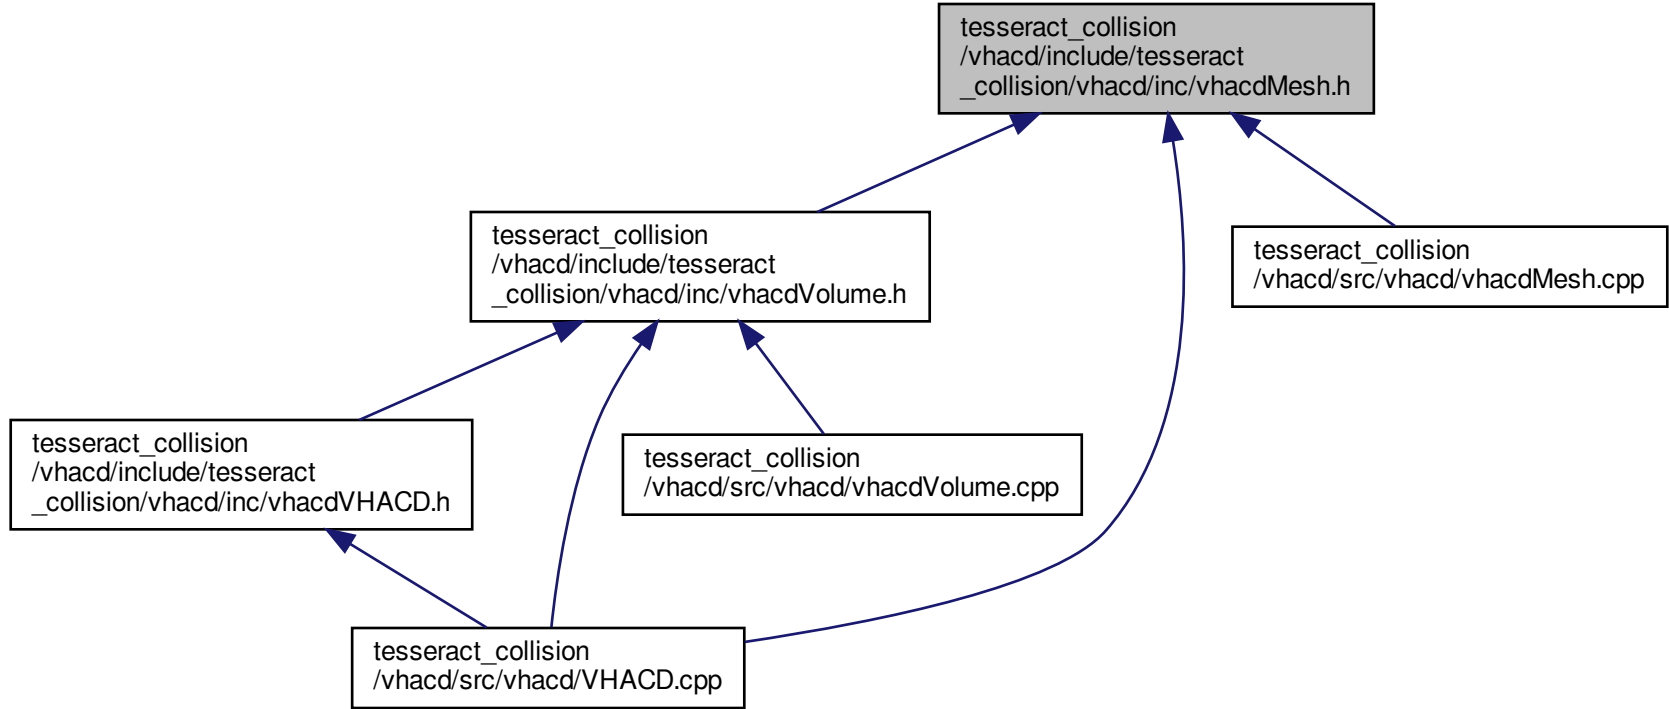 tesseract_collision
/vhacd/include/tesseract
_collision/vhacd/inc/vhacdMesh.h
tesseract_collision
/vhacd/include/tesseract
_collision/vhacd/inc/vhacdVolume.h
tesseract_collision
/vhacd/src/vhacd/vhacdMesh.cpp
tesseract_collision
/vhacd/include/tesseract
_collision/vhacd/inc/vhacdVHACD.h
tesseract_collision
/vhacd/src/vhacd/vhacdVolume.cpp
tesseract_collision
/vhacd/src/vhacd/VHACD.cpp